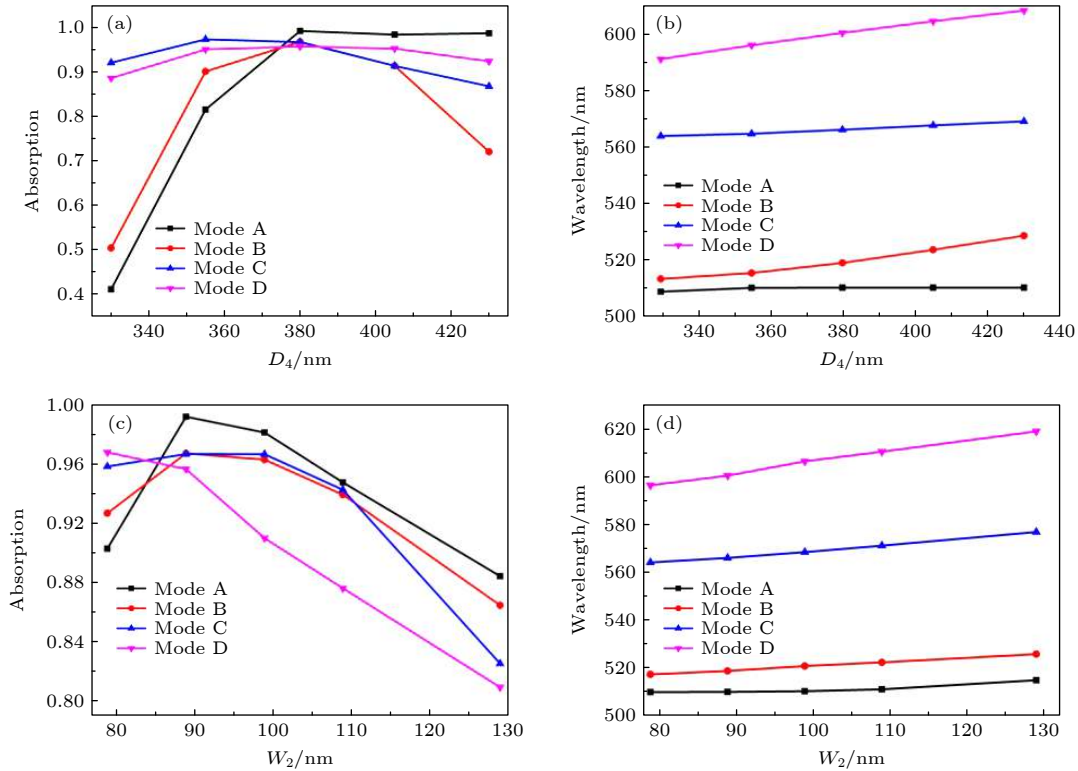 (a)
1.0
0.9
0.8
0.7
0.6
0.5
0.4
Absorption
Mode A
Mode B
Mode C
Mode D
340
360
380
400
420
D4/nm
(b)
600
580
560
540
520
500
Wavelength/nm
Mode A
Mode B
Mode C
Mode D
340
360
380
400
420
440
D4/nm
(c)
1.00
0.96
0.92
0.88
0.84
0.80
Absorption
Mode A
Mode B
Mode C
Mode D
80
90
100
110
120
130
W2/nm
(d)
620
600
580
560
540
520
500
Wavelength/nm
Mode A
Mode B
Mode C
Mode D
80
90
100
110
120
130
W2/nm